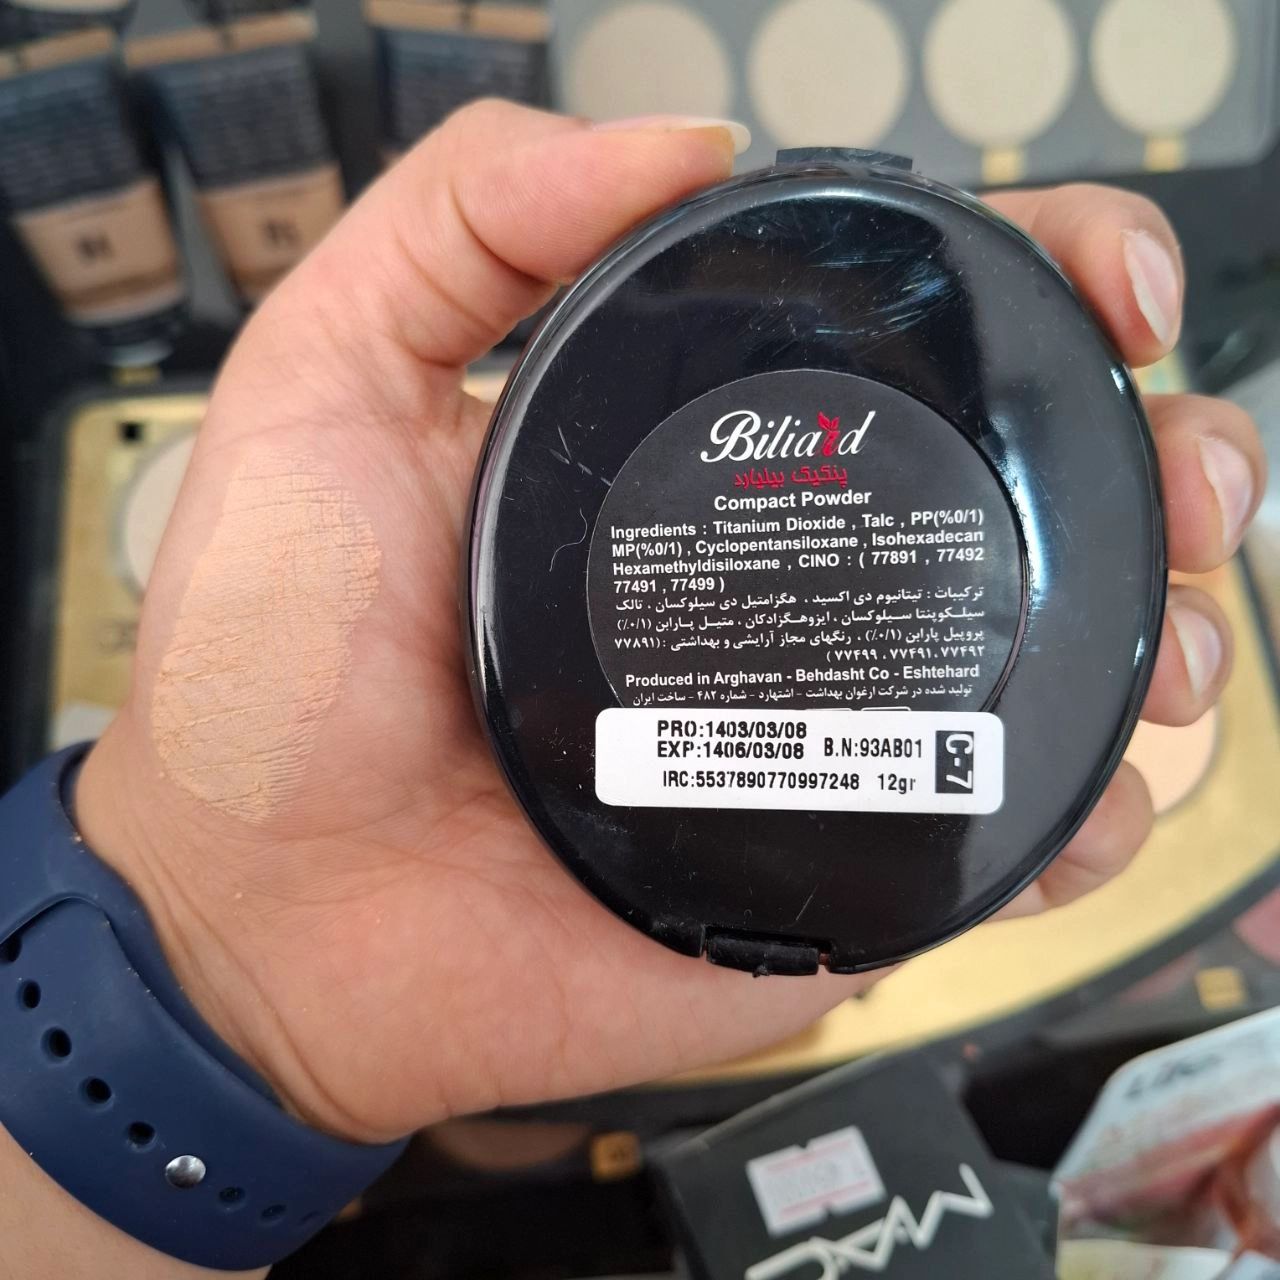 Biliard
پنکیک بیلیارد
Compact Powder
Ingredients : Titanium Dioxide , Talc , PP(%0/1)
MP(%0/1) , Cyclopentansiloxane , Isohexadecan
Hexamethyldisiloxane , CINO : ( 77891 , 77492
77491 , 77499 )
ترکیبات : تیتانیوم دی اکسید ، هگزامتیل دی سیلوکسان ، تالک
سیلکوپنتا سیلوکسان ، ایزوهگزادکان ، متیل پارابن (٪۰/۱)
پروپیل پارابن (٪۰/۱) ، رنگهای مجاز آرایشی و بهداشتی : (۷۷۸۹۱
۷۷۴۹۲ ،۷۷۴۹۱ ، ۷۷۴۹۹ )
Produced in Arghavan - Behdasht Co - Eshtehard
تولید شده در شرکت ارغوان بهداشت - اشتهارد - شماره ۴۸۲ - ساخت ایران
PRO:1403/03/08
EXP:1406/03/08 B.N:93AB01
IRC:5537890770997248 12gr
C-7
MAC